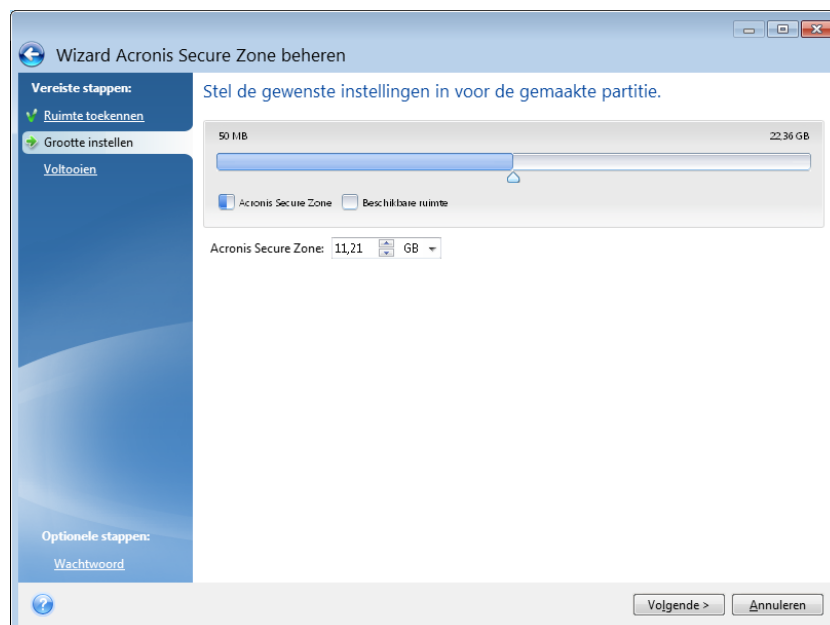 Wizard Acronis Secure Zone beheren
Vereiste stappen:
Ruimte toekennen
Grootte instellen
Voltooien
Optionele stappen:
Wachtwoord
Stel de gewenste instellingen in voor de gemaakte partitie.
50 MB 22,36 GB
Acronis Secure Zone Beschikbare ruimte
Acronis Secure Zone: 11,21 GB
Volgende > Annuleren